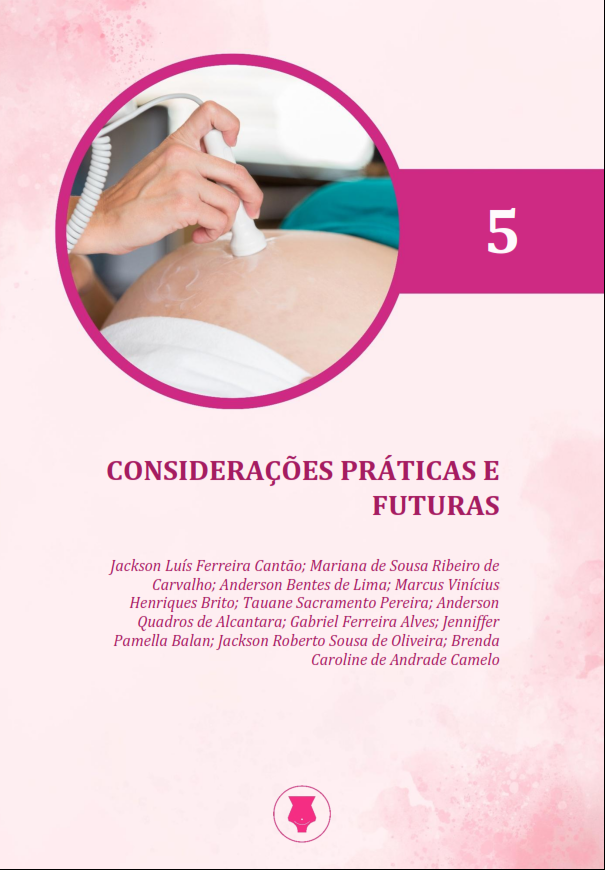 5
CONSIDERAÇÕES PRÁTICAS E
FUTURAS
Jackson Luís Ferreira Cantão; Mariana de Sousa Ribeiro de
Carvalho; Anderson Bentes de Lima; Marcus Vinícius
Henriques Brito; Tauane Sacramento Pereira; Anderson
Quadros de Alcantara; Gabriel Ferreira Alves; Jenniffer
Pamella Balan; Jackson Roberto Sousa de Oliveira; Brenda
Caroline de Andrade Camelo